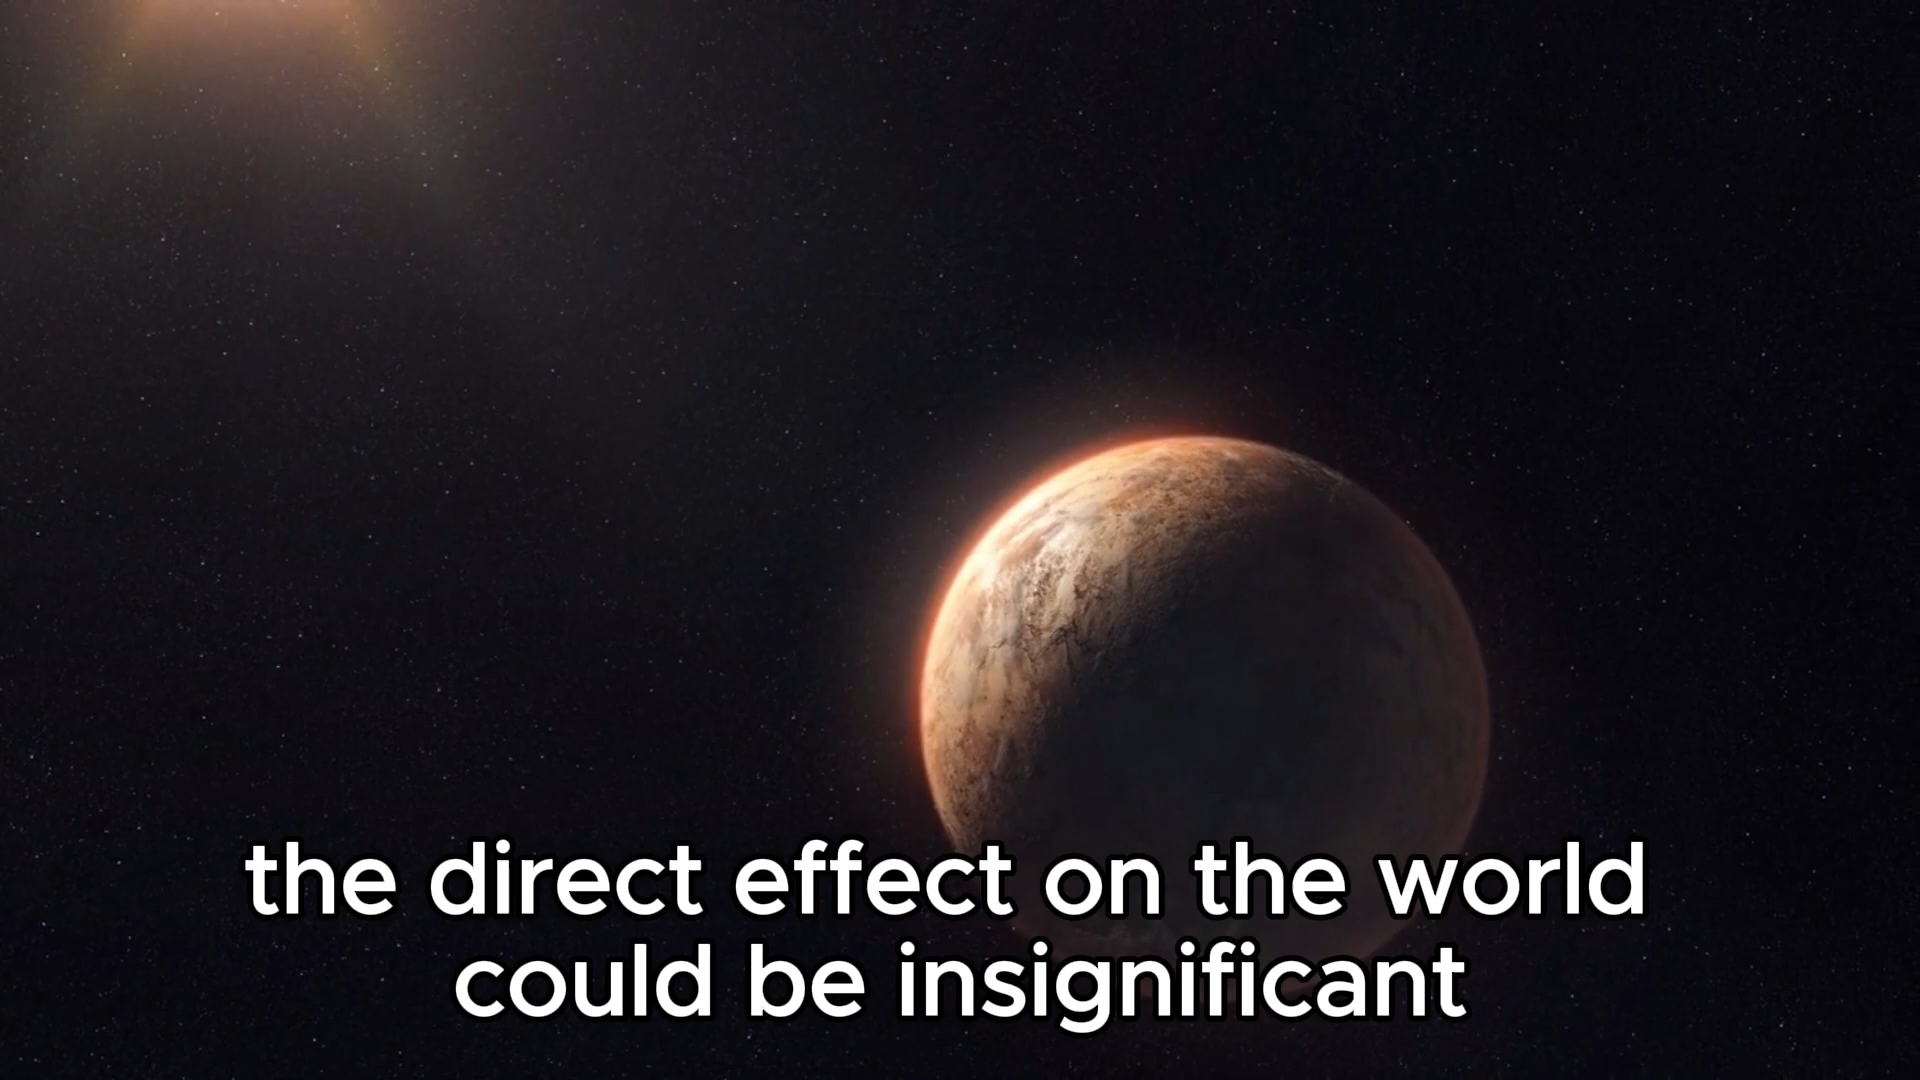 the direct effect on the world
could be insignificant